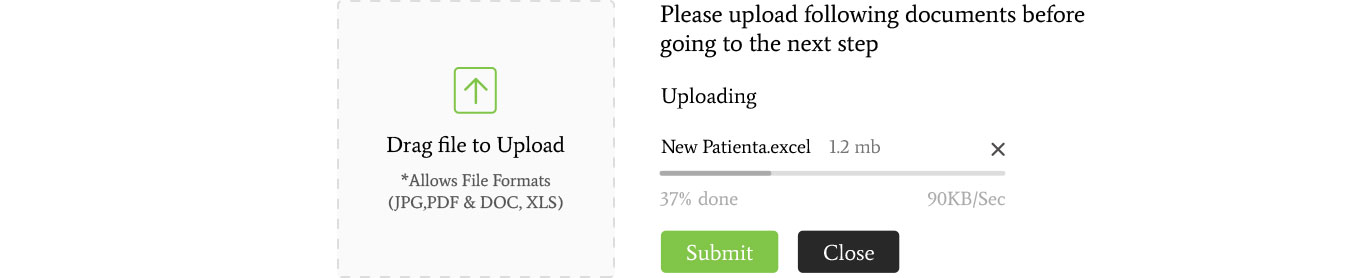 Drag file to Upload
*Allows File Formats
(JPG,PDF & DOC, XLS)
Please upload following documents before
going to the next step
Uploading
New Patienta.excel 1.2 mb
37% done 90KB/Sec
Submit Close